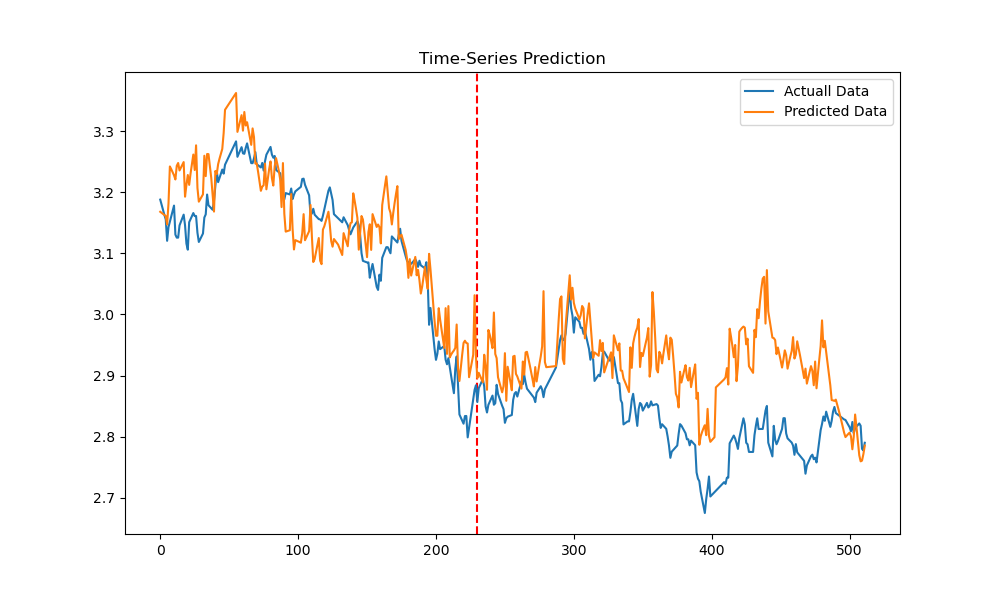 Time-Series Prediction
Actuall Data
Predicted Data
3.3
3.2
3.1
3.0
2.9
2.8
2.7
0 100 200 300 400 500